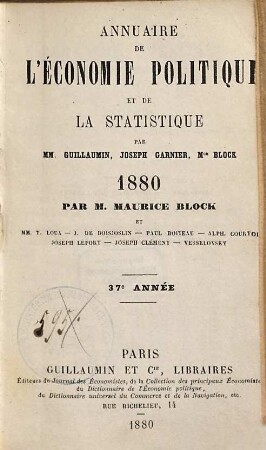 ANNUAIRE
DE
L'ÉCONOMIE POLITIQUE
ET DE
LA STATISTIQUE
PAR
MM. GUILLAUMIN, JOSEPH GARNIER, Mce BLOCK
1880
PAR M. MAURICE BLOCK
ET
MM. T. LOUA — J. DE BOISJOSLIN — PAUL BOITEAU — ALPH. COURTOI
JOSEPH LEFORT — JOSEPH CLÉMENT — VESSELOVSKY
37e ANNÉE
PARIS
GUILLAUMIN ET Cie, LIBRAIRES
Éditeurs du Journal des Économistes, de la Collection des principaux Économiste
du Dictionnaire de l'Économie politique,
du Dictionnaire universel du Commerce et de la Navigation, etc.
RUE RICHELIEU, 14
1880